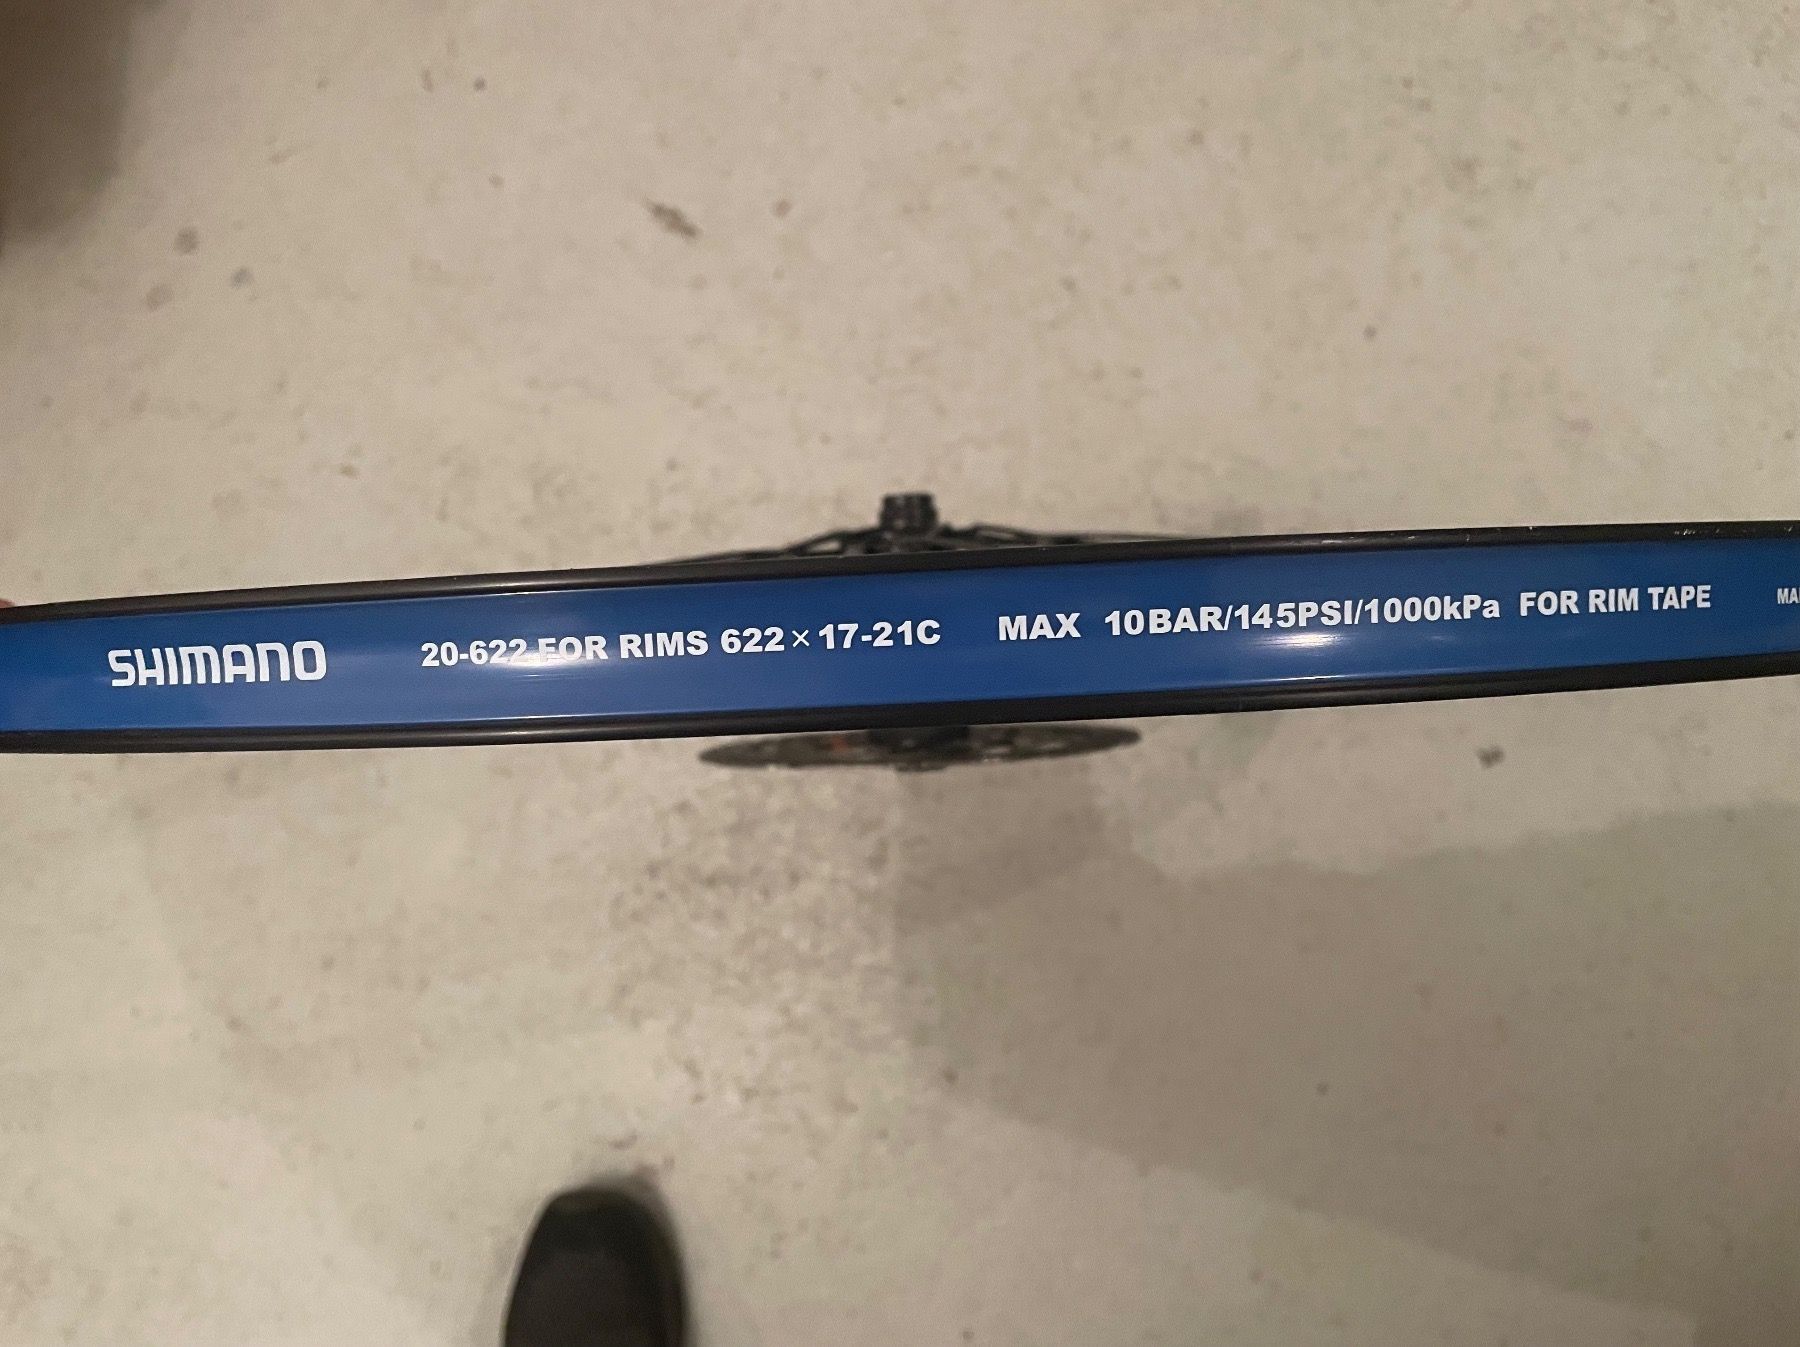 SHIMANO 20-622 FOR RIMS 622×17-21C MAX 10BAR/145PSI/1000kPa FOR RIM TAPE